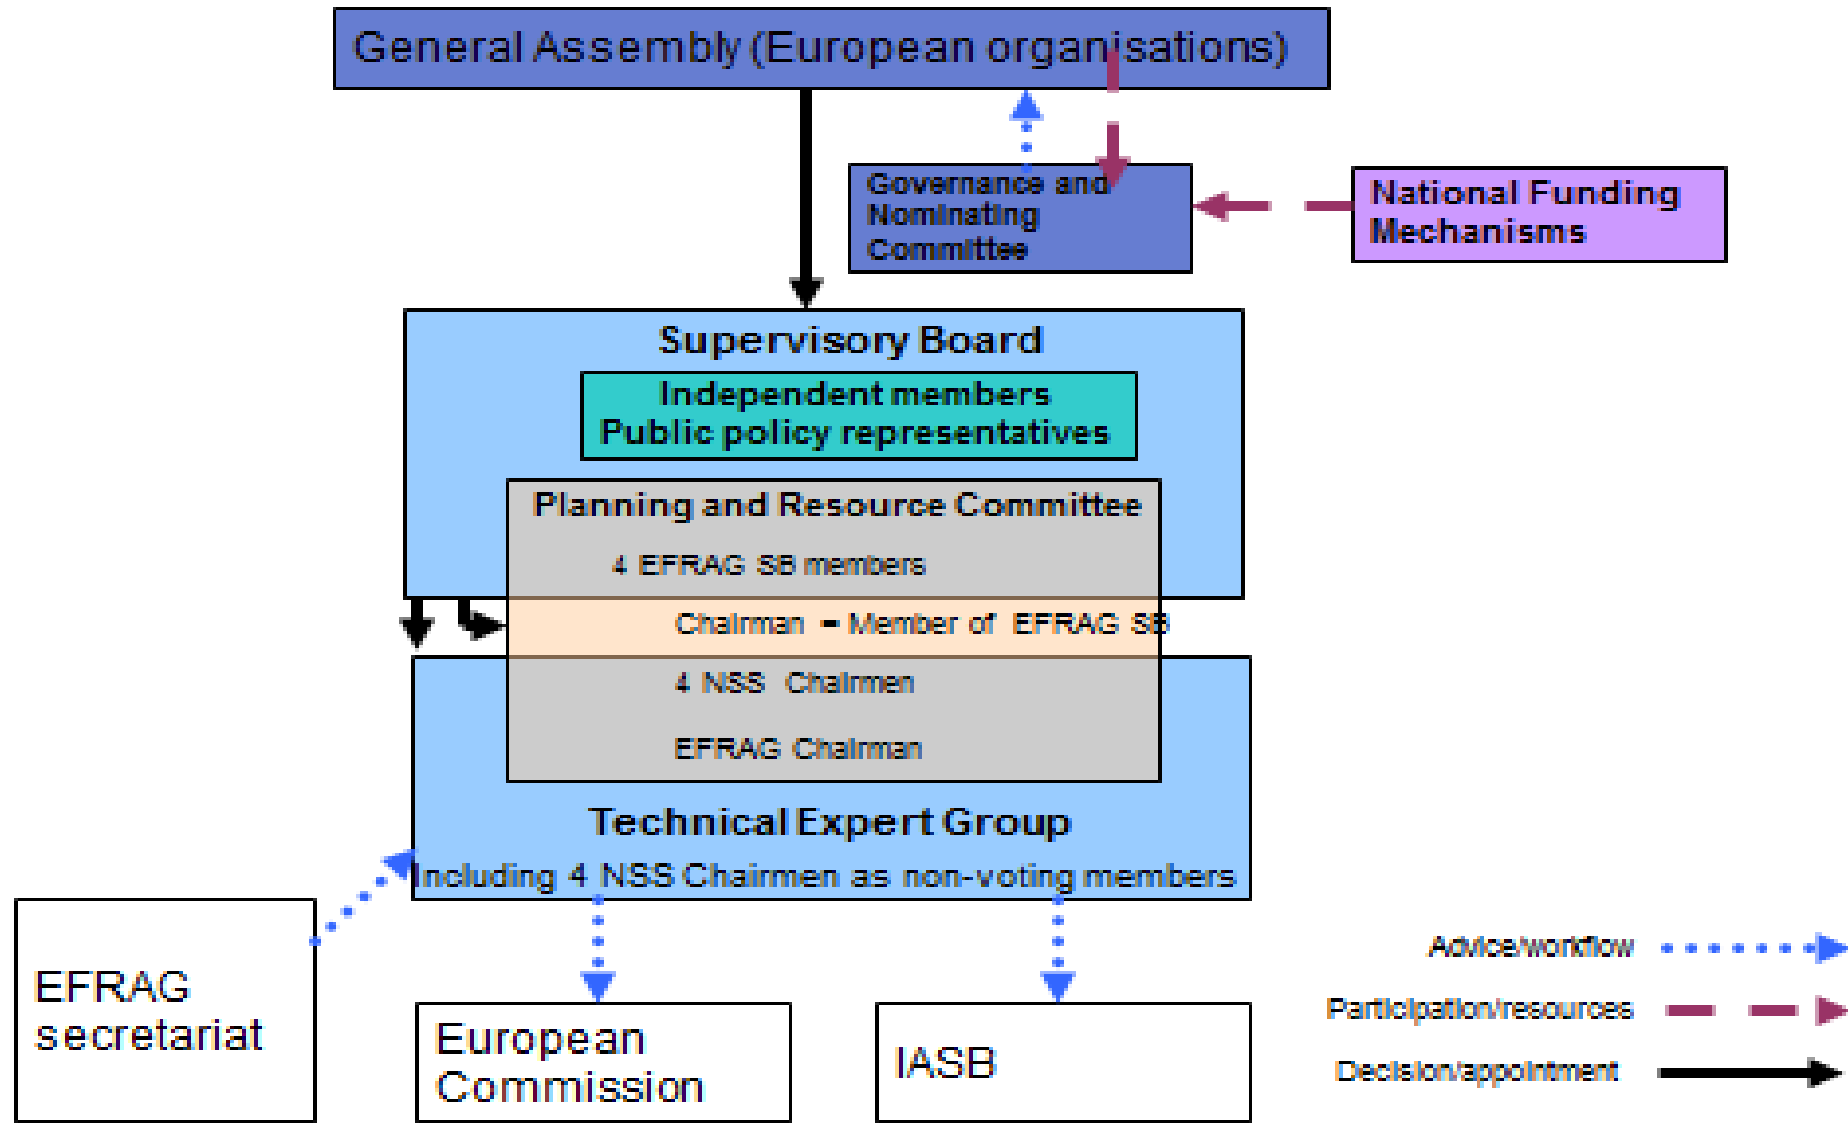 General Assembly (European organisations)
Governance and
Nominating
Committee
National Funding
Mechanisms
Supervisory Board
Independent members
Public policy representatives
Planning and Resource Committee
4 EFRAG SB members
Chairman – Member of EFRAG SB
4 NSS Chairmen
EFRAG Chairman
Technical Expert Group
Including 4 NSS Chairmen as non-voting members
EFRAG
secretariat
European
Commission
IASB
Advice/workflow
Participation/resources
Decision/appointment